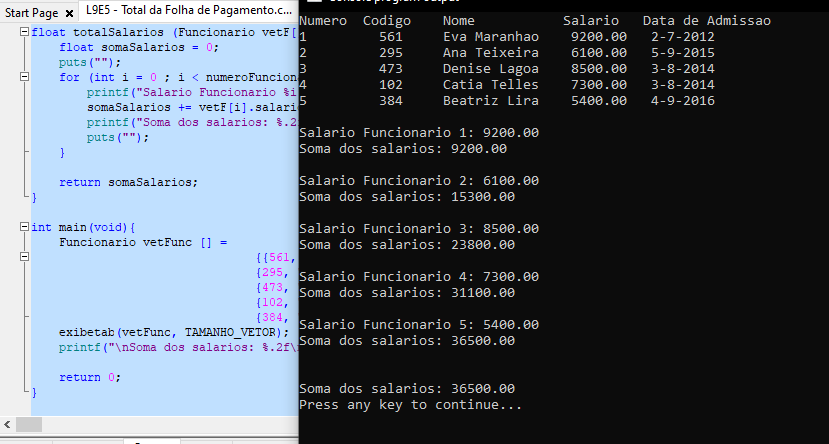 Start Page
L9E5 - Total da Folha de Pagamento.c...
float totalSalarios (Funcionario vetF[
float somaSalarios = 0;
puts("");
for (int i = 0 ; i < numeroFuncion
printf("Salario Funcionario %i
somaSalarios += vetF[i].salari
printf("Soma dos salarios: %.2
puts("");
}
return somaSalarios;
}
int main(void){
Funcionario vetFunc [] =
{{561,
{295,
{473,
{102,
{384,
exibetab(vetFunc, TAMANHO_VETOR);
printf("\nSoma dos salarios: %.2f\
return 0;
}
Numero Codigo Nome Salario Data de Admissao
1 561 Eva Maranhao 9200.00 2-7-2012
2 295 Ana Teixeira 6100.00 5-9-2015
3 473 Denise Lagoa 8500.00 3-8-2014
4 102 Catia Telles 7300.00 3-8-2014
5 384 Beatriz Lira 5400.00 4-9-2016
Salario Funcionario 1: 9200.00
Soma dos salarios: 9200.00
Salario Funcionario 2: 6100.00
Soma dos salarios: 15300.00
Salario Funcionario 3: 8500.00
Soma dos salarios: 23800.00
Salario Funcionario 4: 7300.00
Soma dos salarios: 31100.00
Salario Funcionario 5: 5400.00
Soma dos salarios: 36500.00
Soma dos salarios: 36500.00
Press any key to continue...